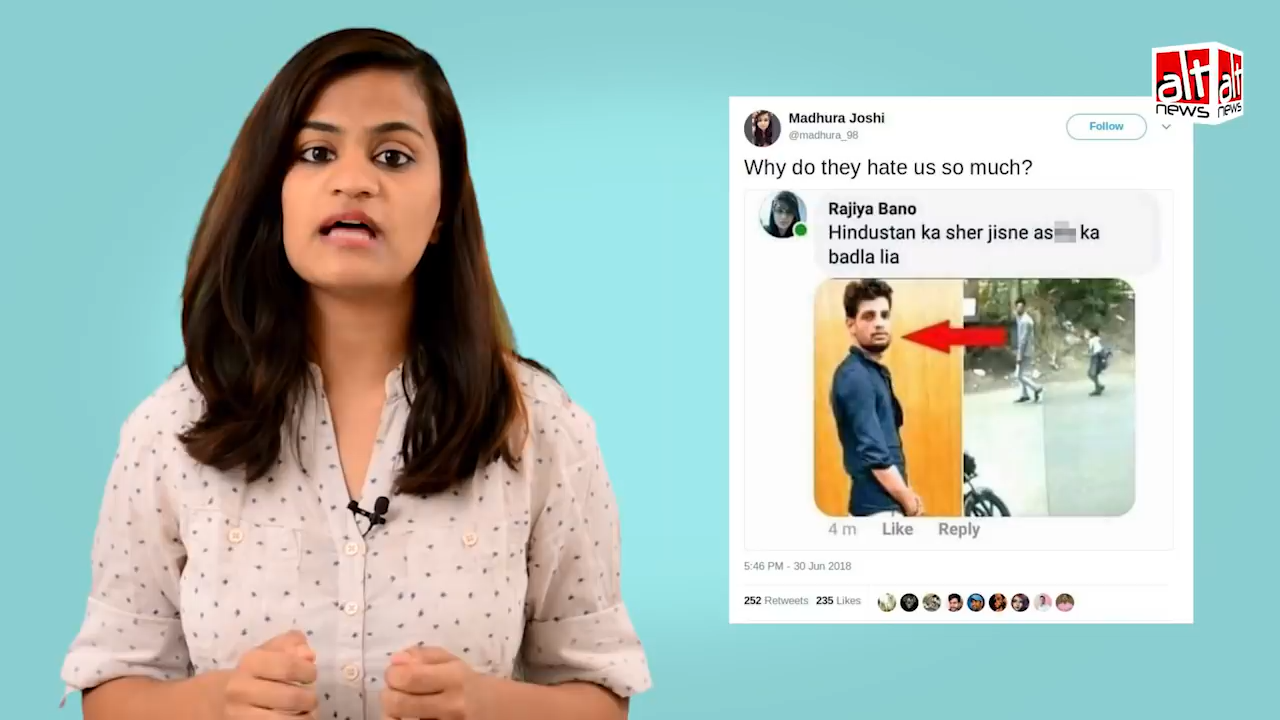 alt alt
news news
Madhura Joshi
@madhura_98
Follow
Why do they hate us so much?
Rajiya Bano
Hindustan ka sher jisne as ka
badla lia
4 m Like Reply
5:46 PM - 30 Jun 2018
252 Retweets 235 Likes